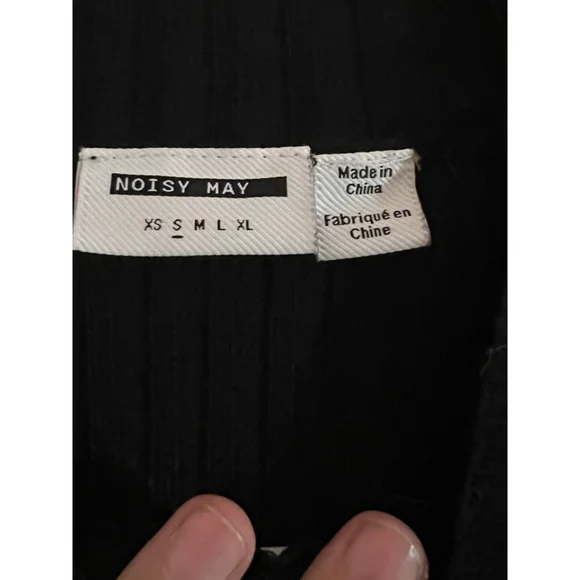 NOISY MAY
XS S M L XL
Made in
China
Fabriqué en
Chine